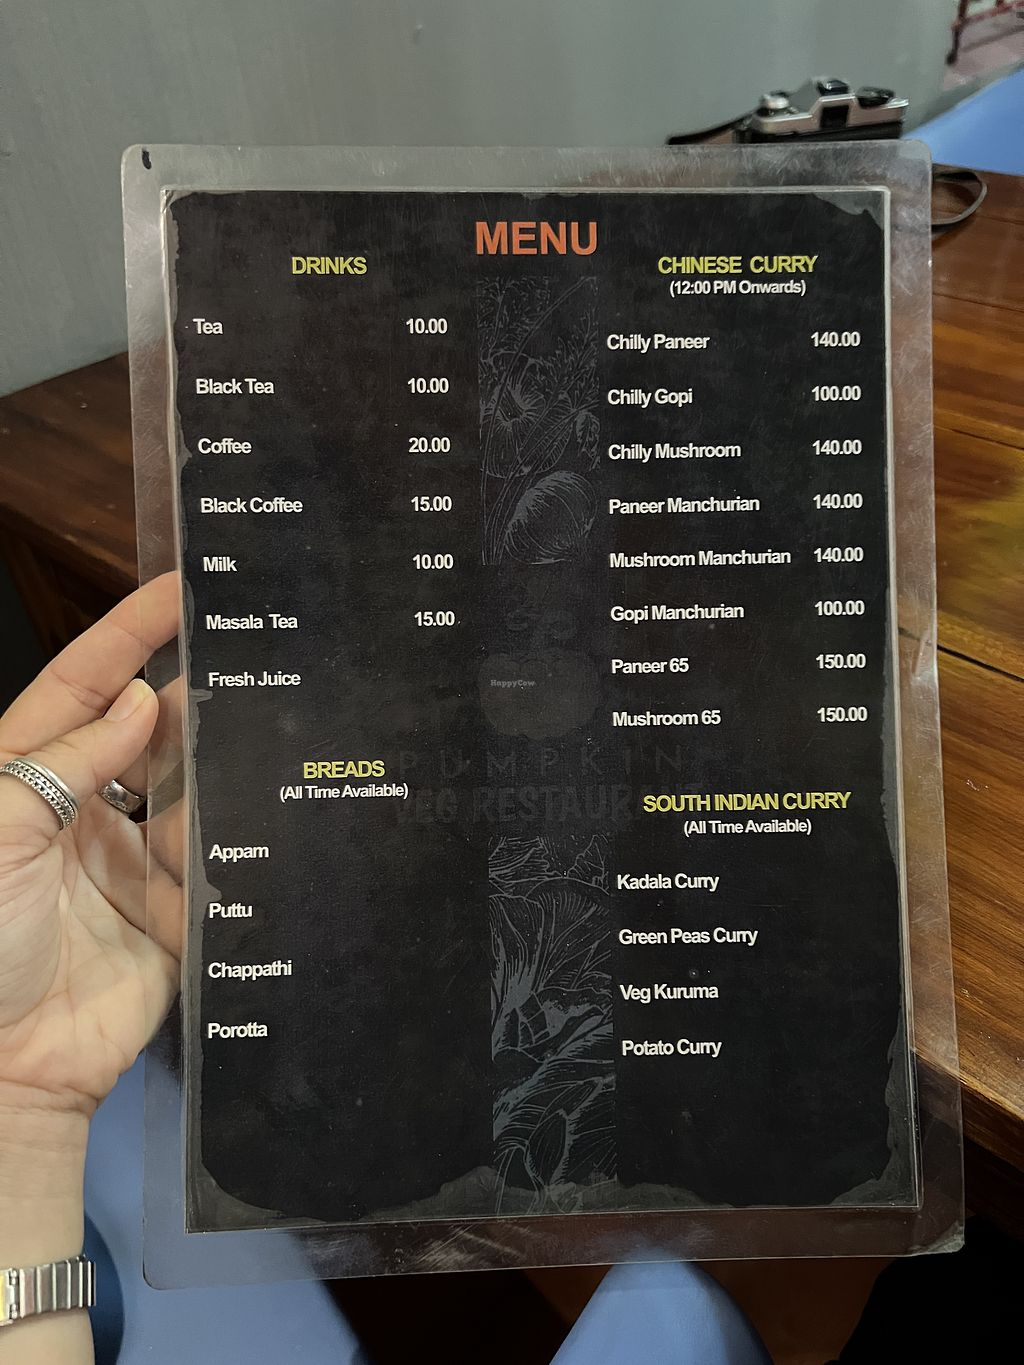 MENU
DRINKS
Tea 10.00
Black Tea 10.00
Coffee 20.00
Black Coffee 15.00
Milk 10.00
Masala Tea 15.00
Fresh Juice
BREADS
(All Time Available)
Appam
Puttu
Chappathi
Porotta
CHINESE CURRY
(12:00 PM Onwards)
Chilly Paneer 140.00
Chilly Gopi 100.00
Chilly Mushroom 140.00
Paneer Manchurian 140.00
Mushroom Manchurian 140.00
Gopi Manchurian 100.00
Paneer 65 150.00
Mushroom 65 150.00
SOUTH INDIAN CURRY
(All Time Available)
Kadala Curry
Green Peas Curry
Veg Kuruma
Potato Curry
HappyCow
PUMPKIN
VEG